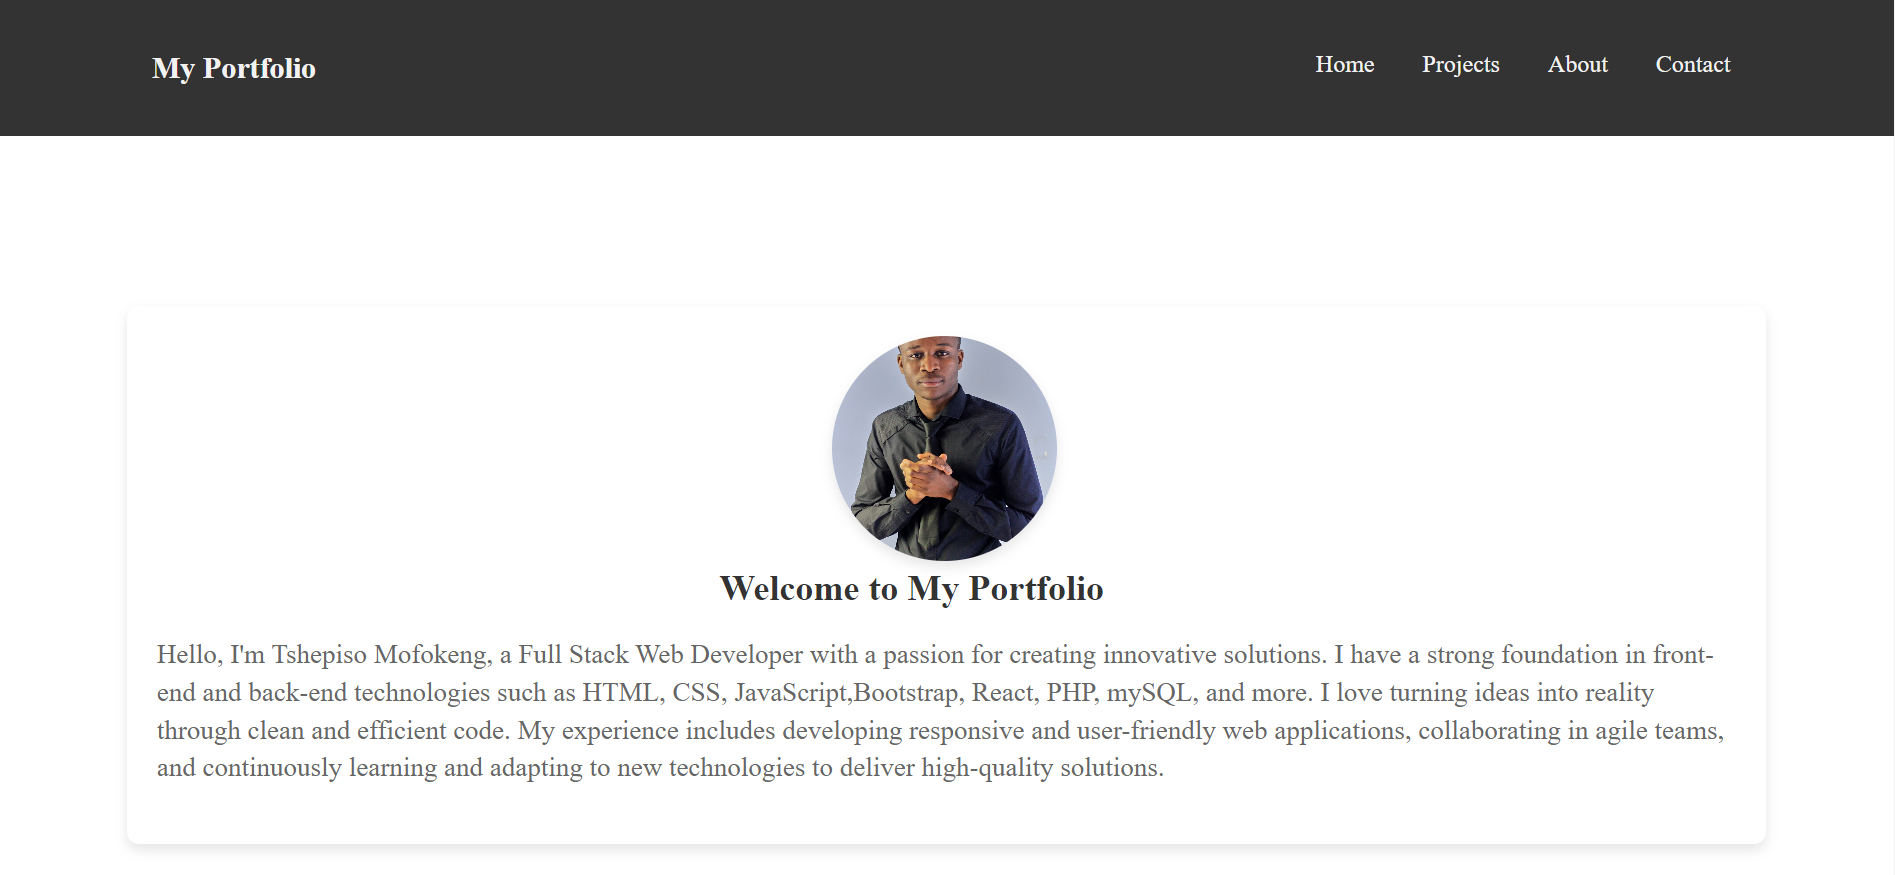 My Portfolio
Home Projects About Contact
Welcome to My Portfolio
Hello, I'm Tshepiso Mofokeng, a Full Stack Web Developer with a passion for creating innovative solutions. I have a strong foundation in front-
end and back-end technologies such as HTML, CSS, JavaScript,Bootstrap, React, PHP, mySQL, and more. I love turning ideas into reality
through clean and efficient code. My experience includes developing responsive and user-friendly web applications, collaborating in agile teams,
and continuously learning and adapting to new technologies to deliver high-quality solutions.